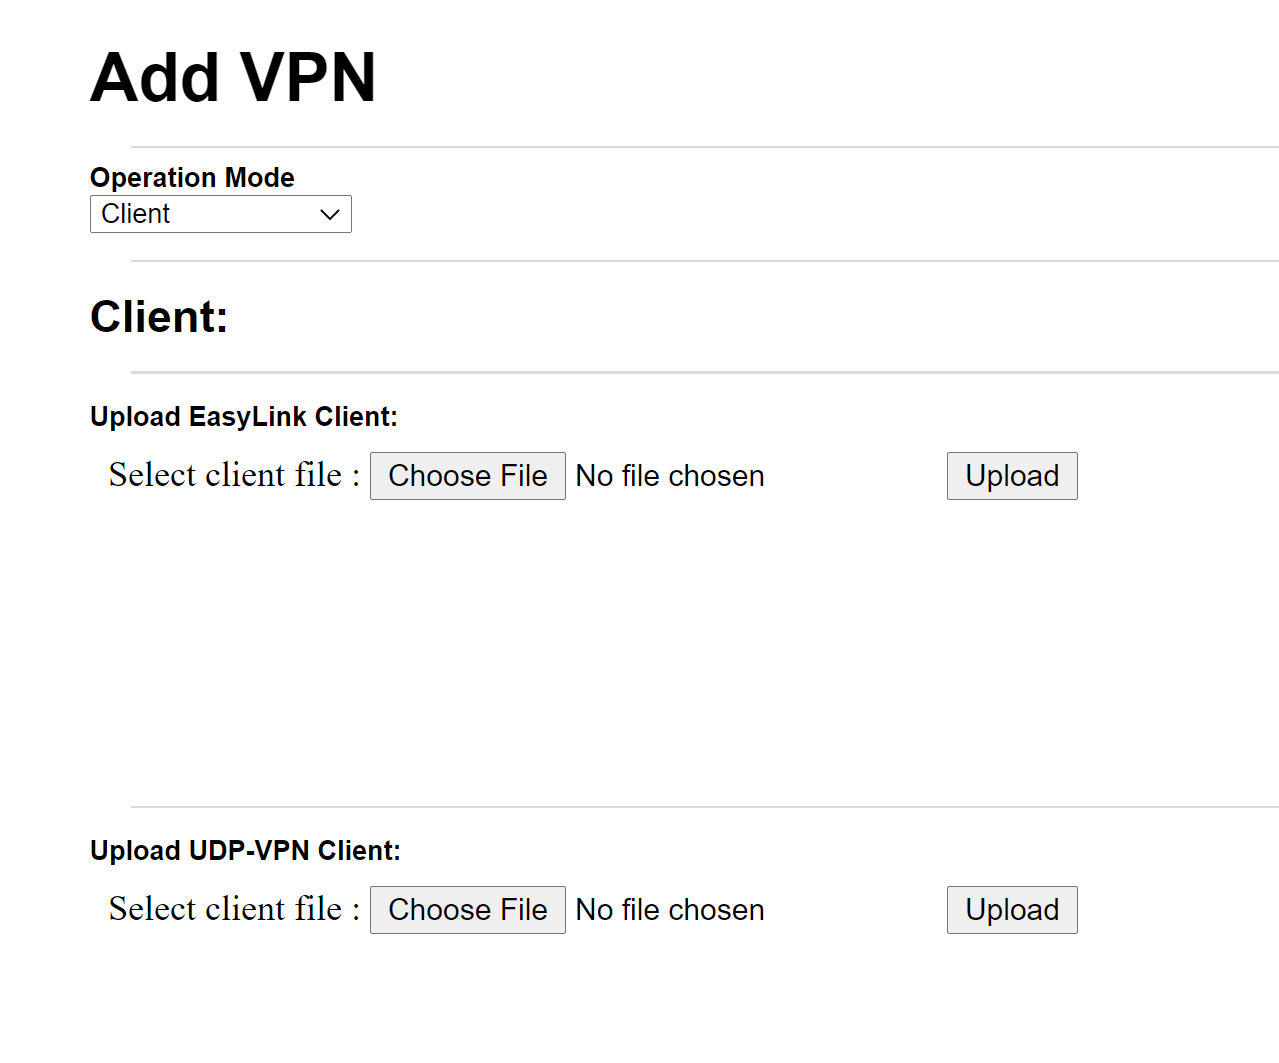 Add VPN
Operation Mode
Client
Client:
Upload EasyLink Client:
Select client file : Choose File No file chosen Upload
Upload UDP-VPN Client:
Select client file : Choose File No file chosen Upload